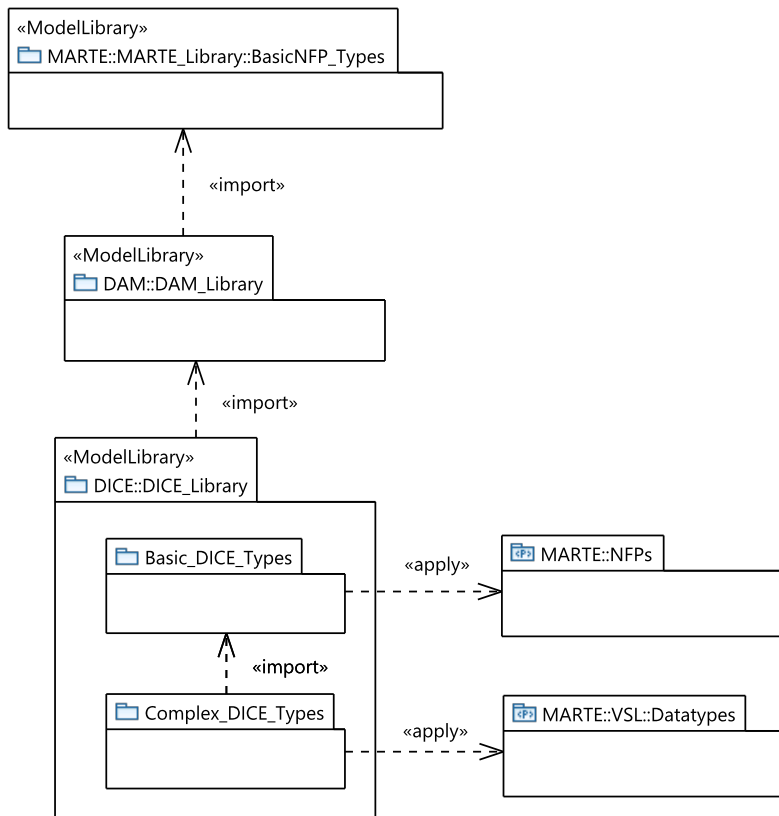 «ModelLibrary»
MARTE::MARTE_Library::BasicNFP_Types
«import»
«ModelLibrary»
DAM::DAM_Library
«import»
«ModelLibrary»
DICE::DICE_Library
Basic_DICE_Types
«apply»
<P> MARTE::NFPs
«import»
Complex_DICE_Types
«apply»
<P> MARTE::VSL::Datatypes